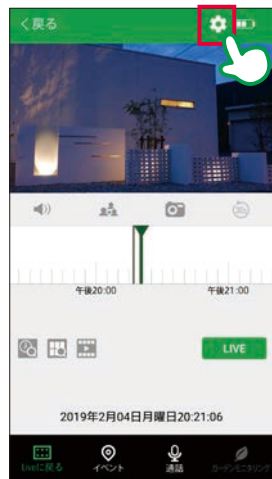 く戻る
午後20:00 午後21:00
LIVE
2019年2月04日月曜日20:21:06
Liveに戻る イベント 通話 ガーデンモニタリング